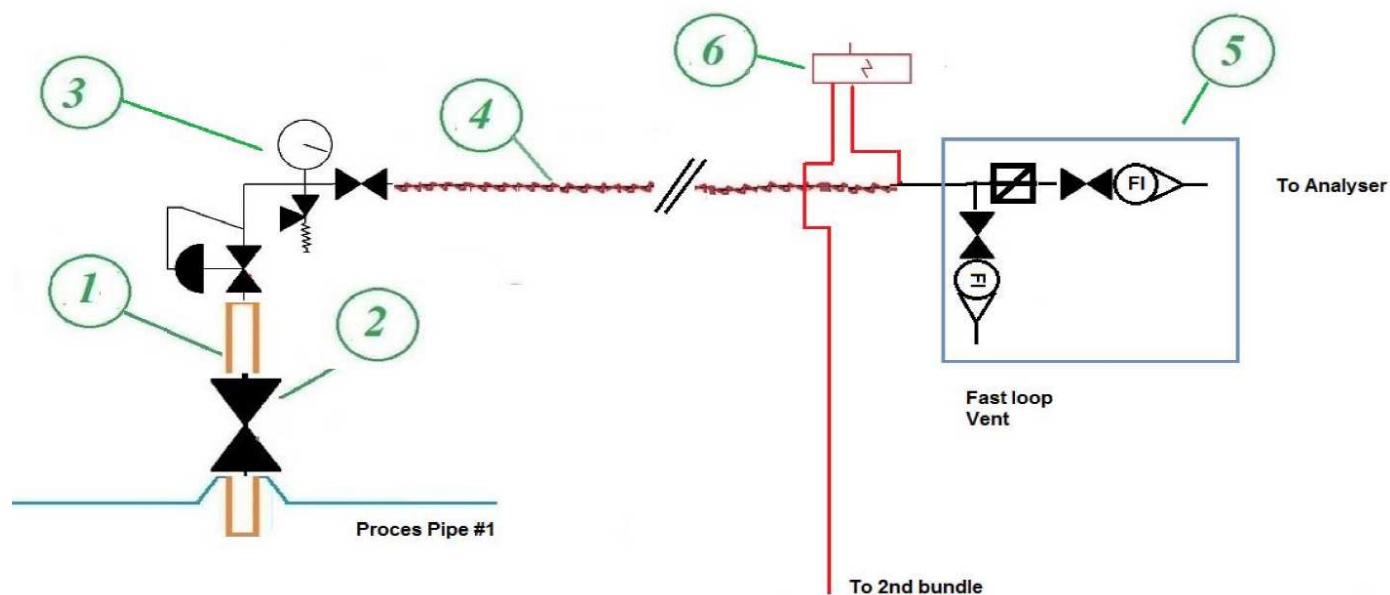 6
5
3
4
FI
To Analyser
1
FI
2
Fast loop
Vent
Proces Pipe #1
To 2nd bundle